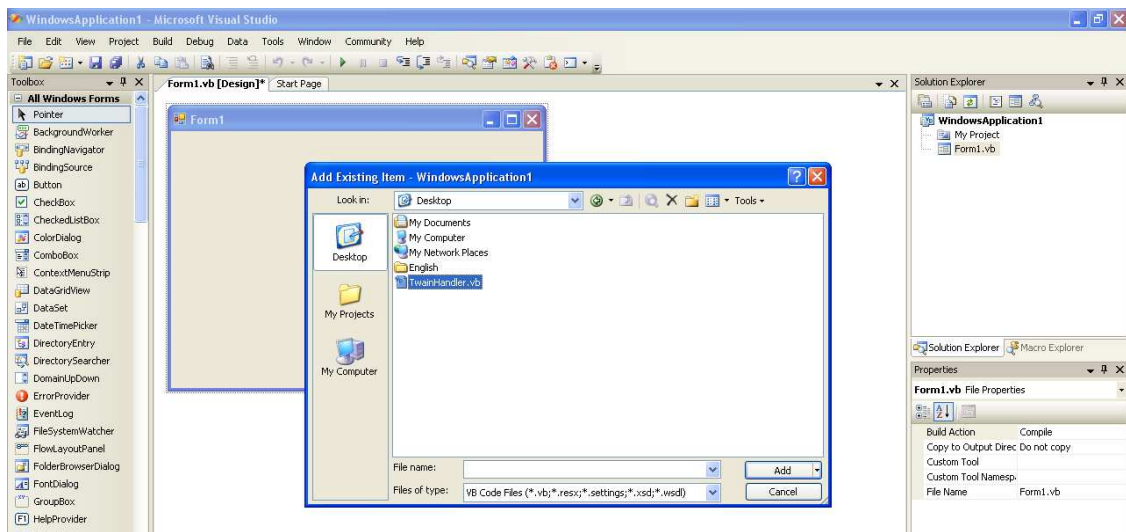 WindowsApplication1 - Microsoft Visual Studio
File Edit View Project Build Debug Data Tools Window Community Help
Toolbox
All Windows Forms
Pointer
BackgroundWorker
BindingNavigator
BindingSource
Button
CheckBox
CheckedListBox
ColorDialog
ComboBox
ContextMenuStrip
DataGridView
DataSet
DateTimePicker
DirectoryEntry
DirectorySearcher
DomainUpDown
ErrorProvider
EventLog
FileSystemWatcher
FlowLayoutPanel
FolderBrowserDialog
FontDialog
GroupBox
HelpProvider
Form1.vb [Design]* Start Page
Form1
Add Existing Item - WindowsApplication1
Look in: Desktop Tools
Desktop
My Projects
My Computer
My Documents
My Computer
My Network Places
English
TwainHandler.vb
File name: Add
Files of type: VB Code Files (*.vb;*.resx;*.settings;*.xsd;*.wsdl) Cancel
Solution Explorer
WindowsApplication1
My Project
Form1.vb
Solution Explorer Macro Explorer
Properties
Form1.vb File Properties
Build Action Compile
Copy to Output Direc Do not copy
Custom Tool
Custom Tool Namesp
File Name Form1.vb